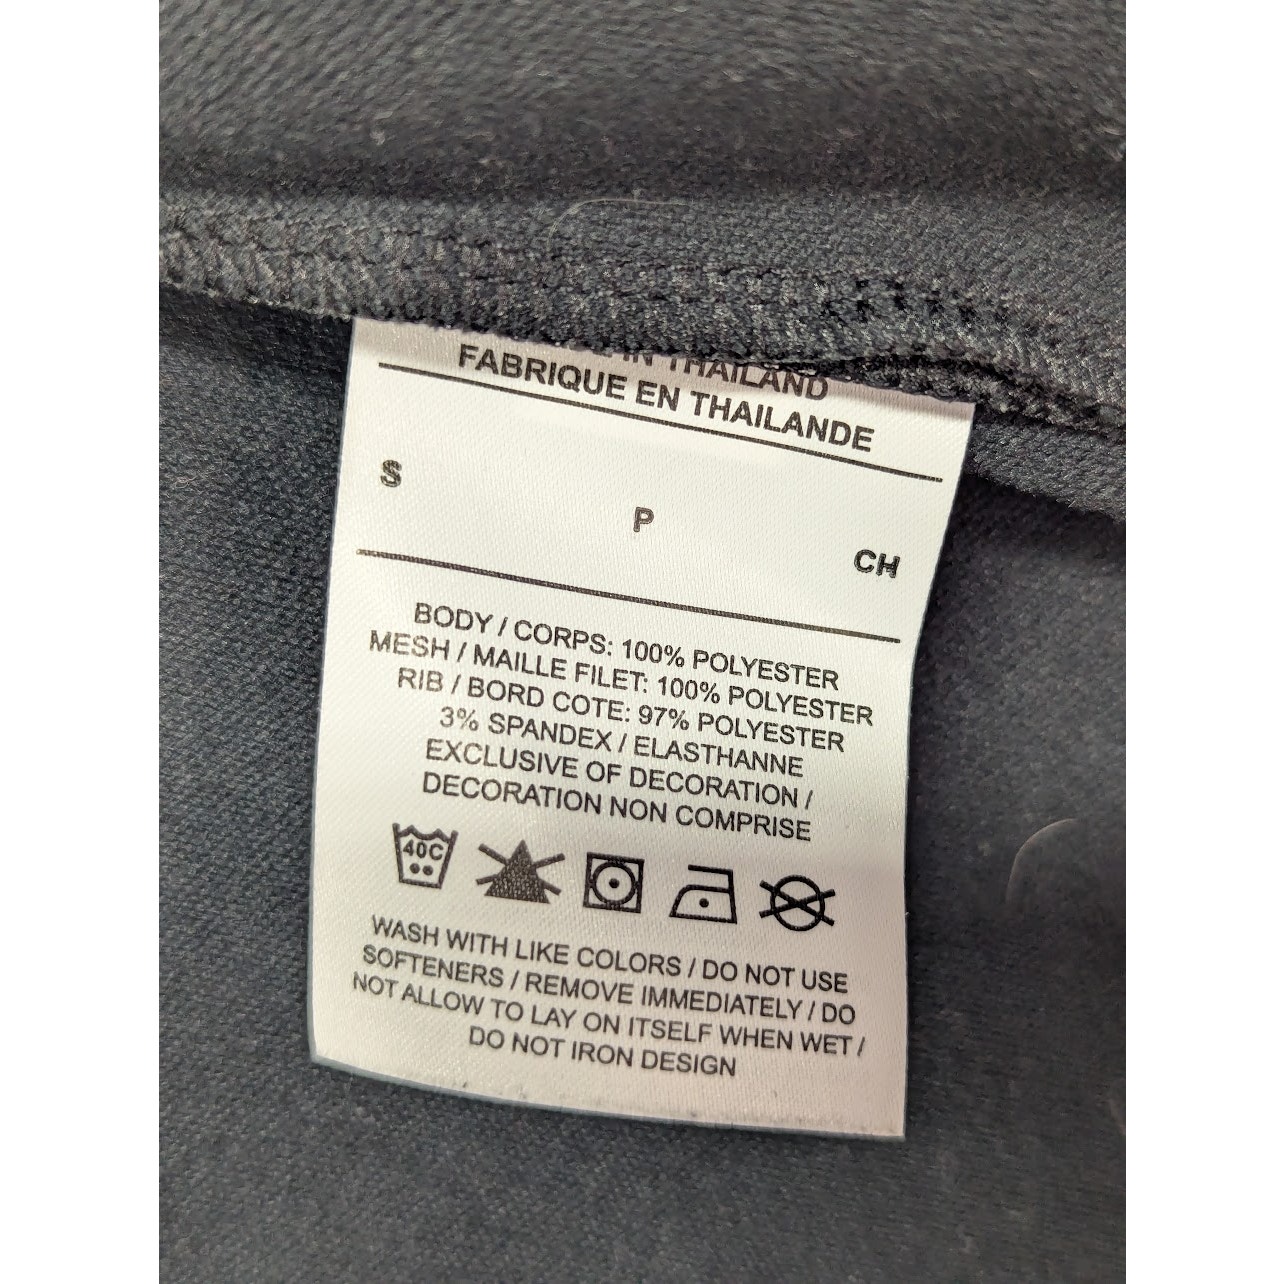 IN THAILAND
FABRIQUE EN THAILANDE
S
P
CH
BODY / CORPS: 100% POLYESTER
MESH / MAILLE FILET: 100% POLYESTER
RIB / BORD COTE: 97% POLYESTER
3% SPANDEX / ELASTHANNE
EXCLUSIVE OF DECORATION /
DECORATION NON COMPRISE
40C
WASH WITH LIKE COLORS / DO NOT USE
SOFTENERS / REMOVE IMMEDIATELY / DO
NOT ALLOW TO LAY ON ITSELF WHEN WET /
DO NOT IRON DESIGN